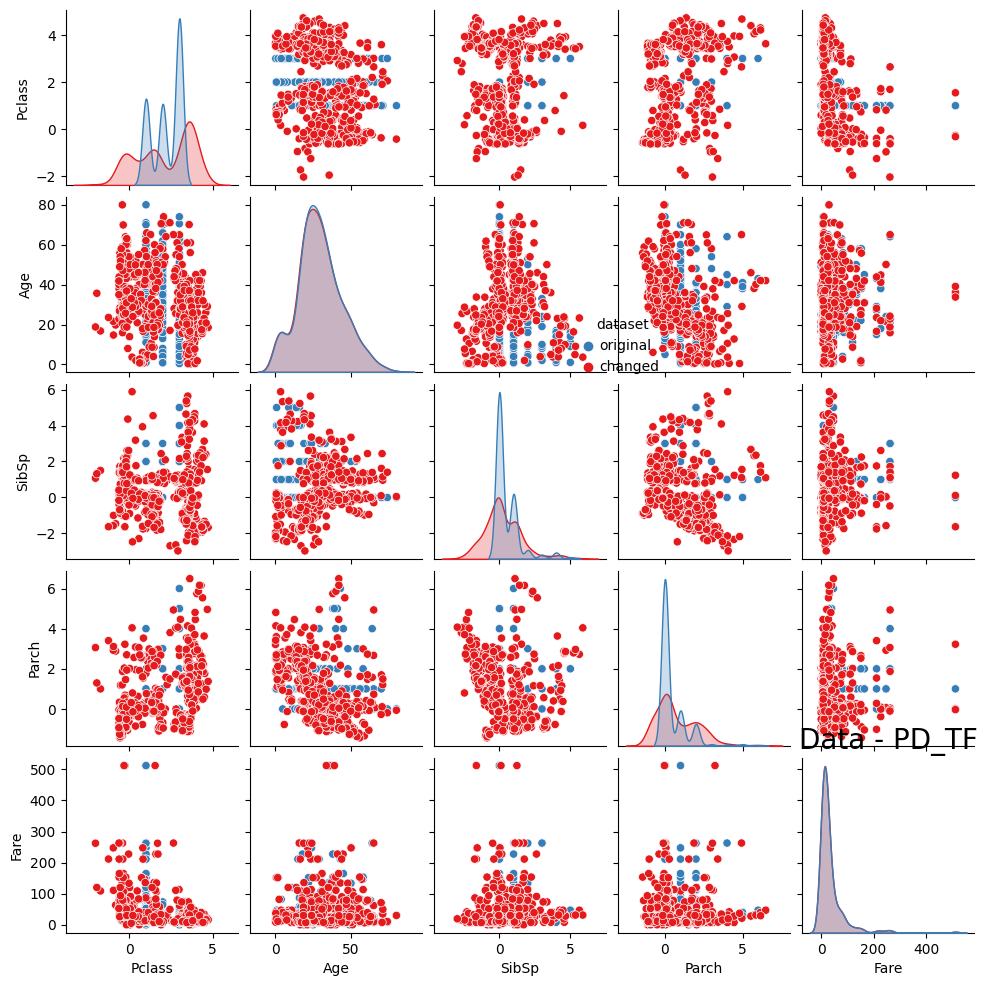 4
2
0
−2
Pclass
80
60
40
20
0
Age
dataset
original
changed
6
4
2
0
−2
SibSp
6
4
2
0
Parch
Data - PD_TF
500
400
300
200
100
0
Fare
0 5
0 50
0 5
0 5
0 200 400
Pclass Age SibSp Parch Fare